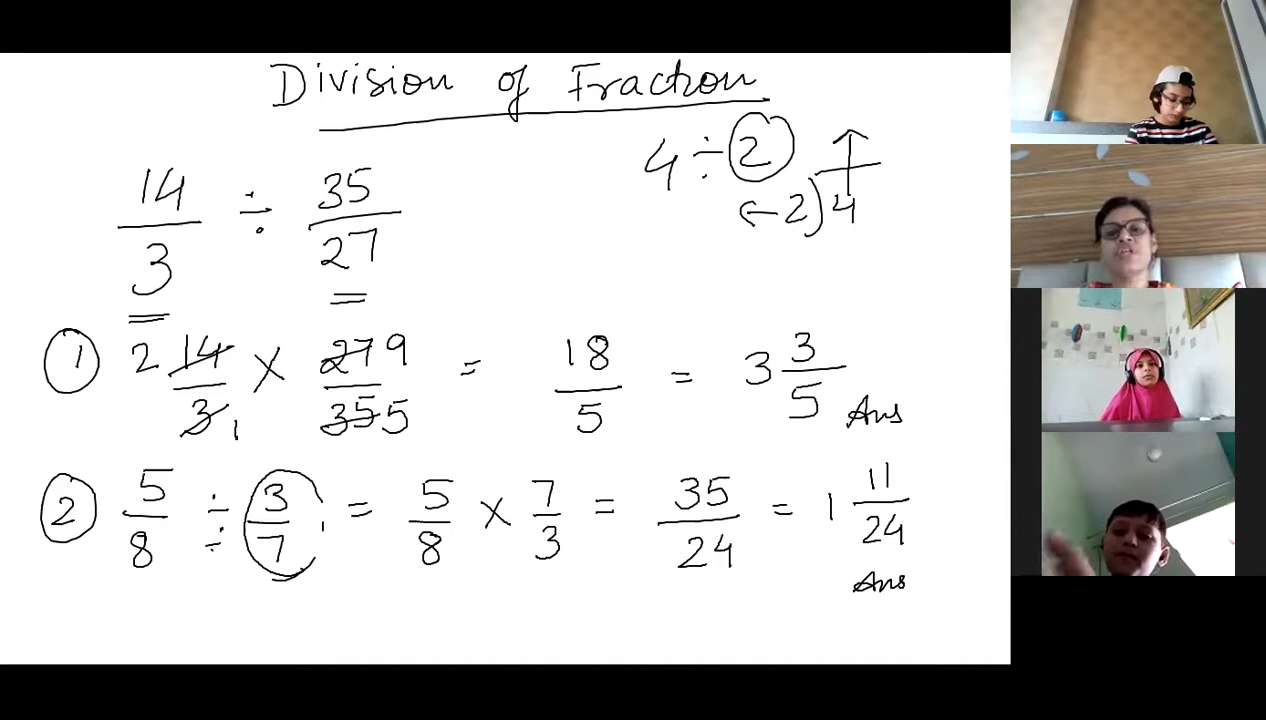 Division of Fraction
14/3 ÷ 35/27
4 ÷ 2
← 2)4
① 2 14/3 1 × 27 9/35 5 = 18/5 = 3 3/5 Ans
② 5/8 ÷ 3/7 = 5/8 × 7/3 = 35/24 = 1 11/24
Ans